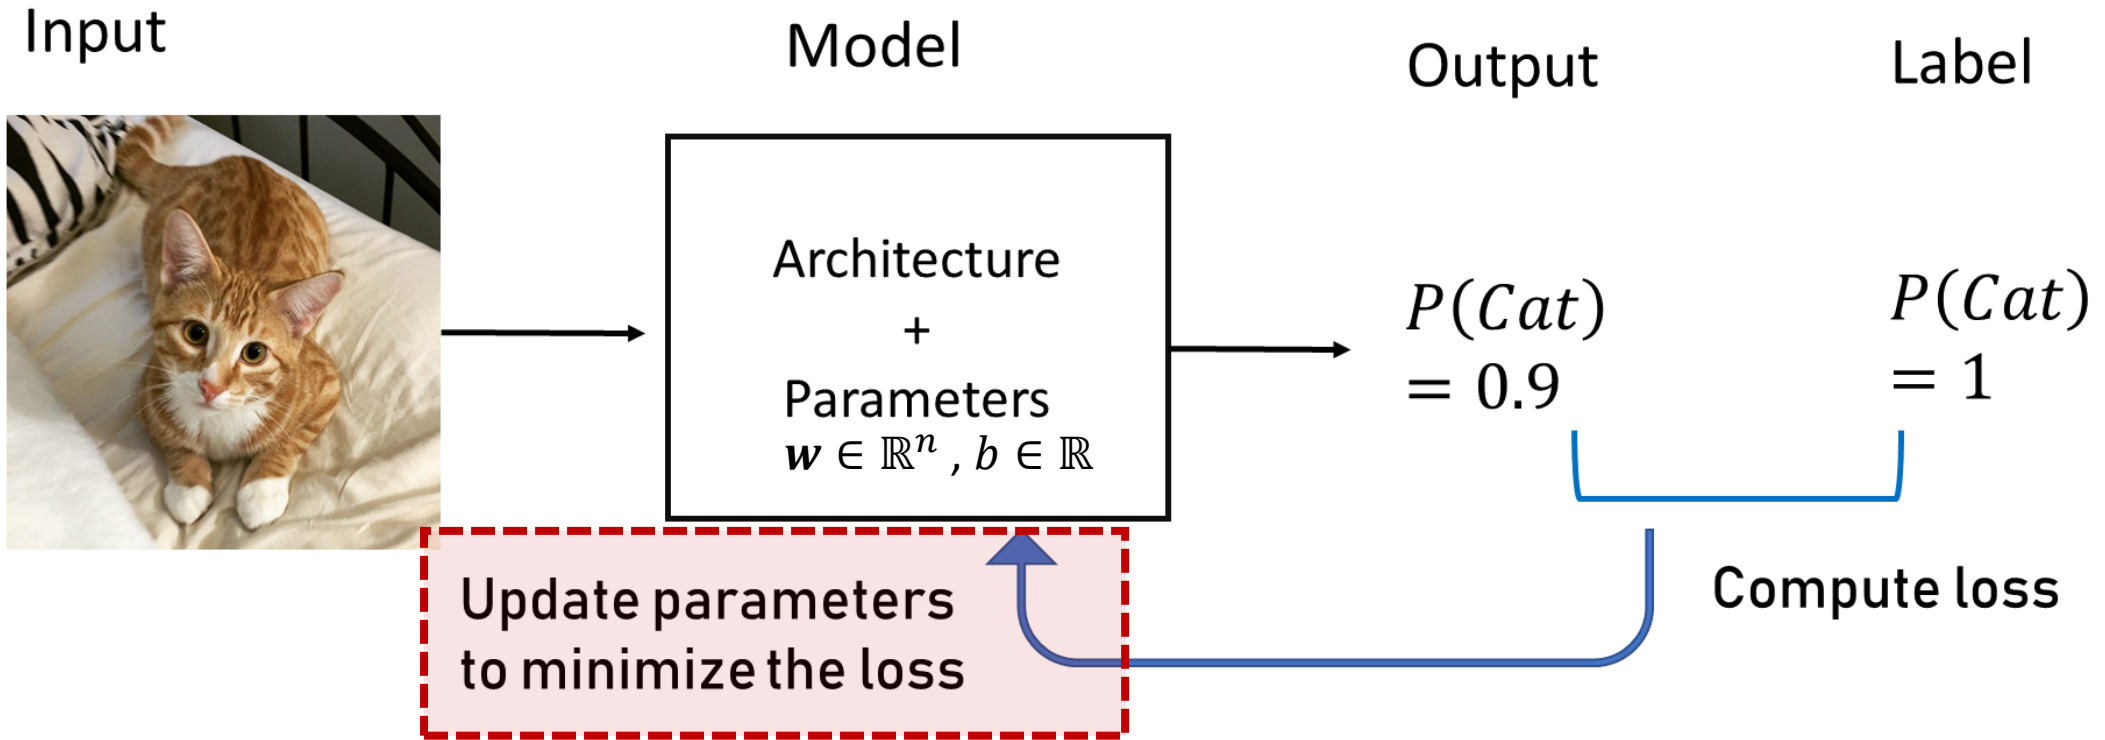 Input
Model
Output
Label
Architecture
+
Parameters
𝒘 ∈ ℝⁿ , b ∈ ℝ
P(Cat)
= 0.9
P(Cat)
= 1
Update parameters
to minimize the loss
Compute loss